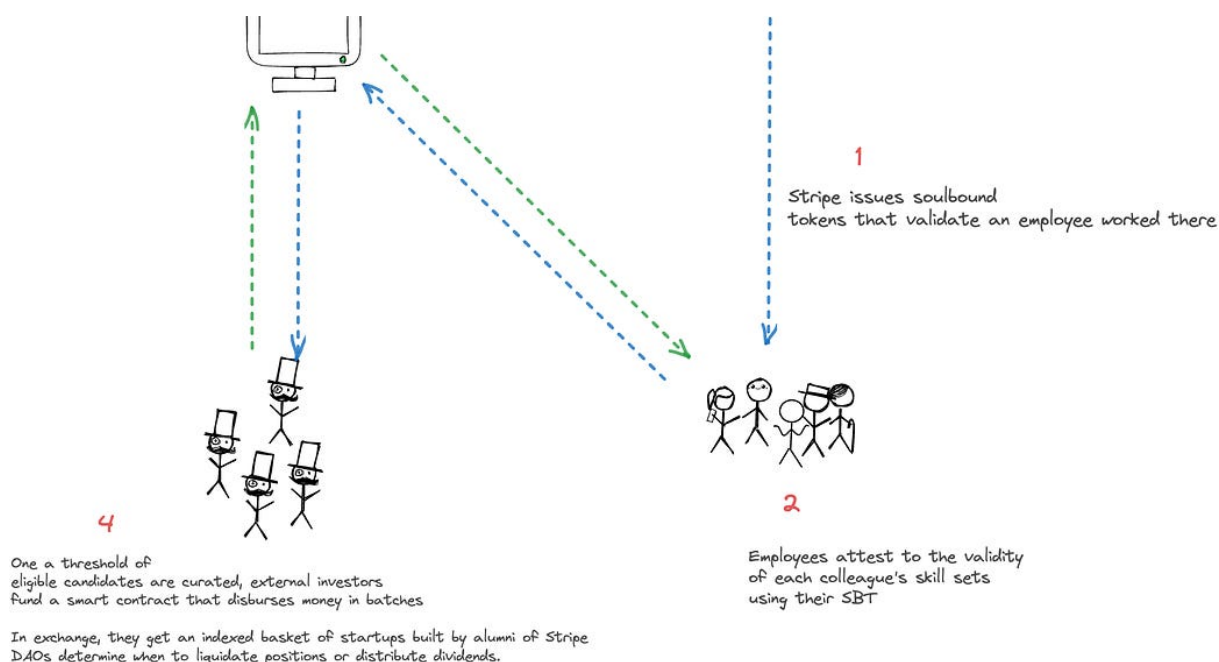 1
Stripe issues soulbound
tokens that validate an employee worked there
2
Employees attest to the validity
of each colleague's skill sets
using their SBT
4
One a threshold of
eligible candidates are curated, external investors
fund a smart contract that disburses money in batches
In exchange, they get an indexed basket of startups built by alumni of Stripe
DAOs determine when to liquidate positions or distribute dividends.